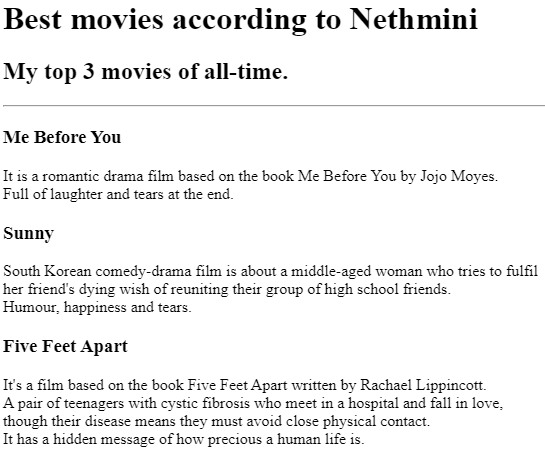 Best movies according to Nethmini
My top 3 movies of all-time.
Me Before You
It is a romantic drama film based on the book Me Before You by Jojo Moyes.
Full of laughter and tears at the end.
Sunny
South Korean comedy-drama film is about a middle-aged woman who tries to fulfil
her friend's dying wish of reuniting their group of high school friends.
Humour, happiness and tears.
Five Feet Apart
It's a film based on the book Five Feet Apart written by Rachael Lippincott.
A pair of teenagers with cystic fibrosis who meet in a hospital and fall in love,
though their disease means they must avoid close physical contact.
It has a hidden message of how precious a human life is.